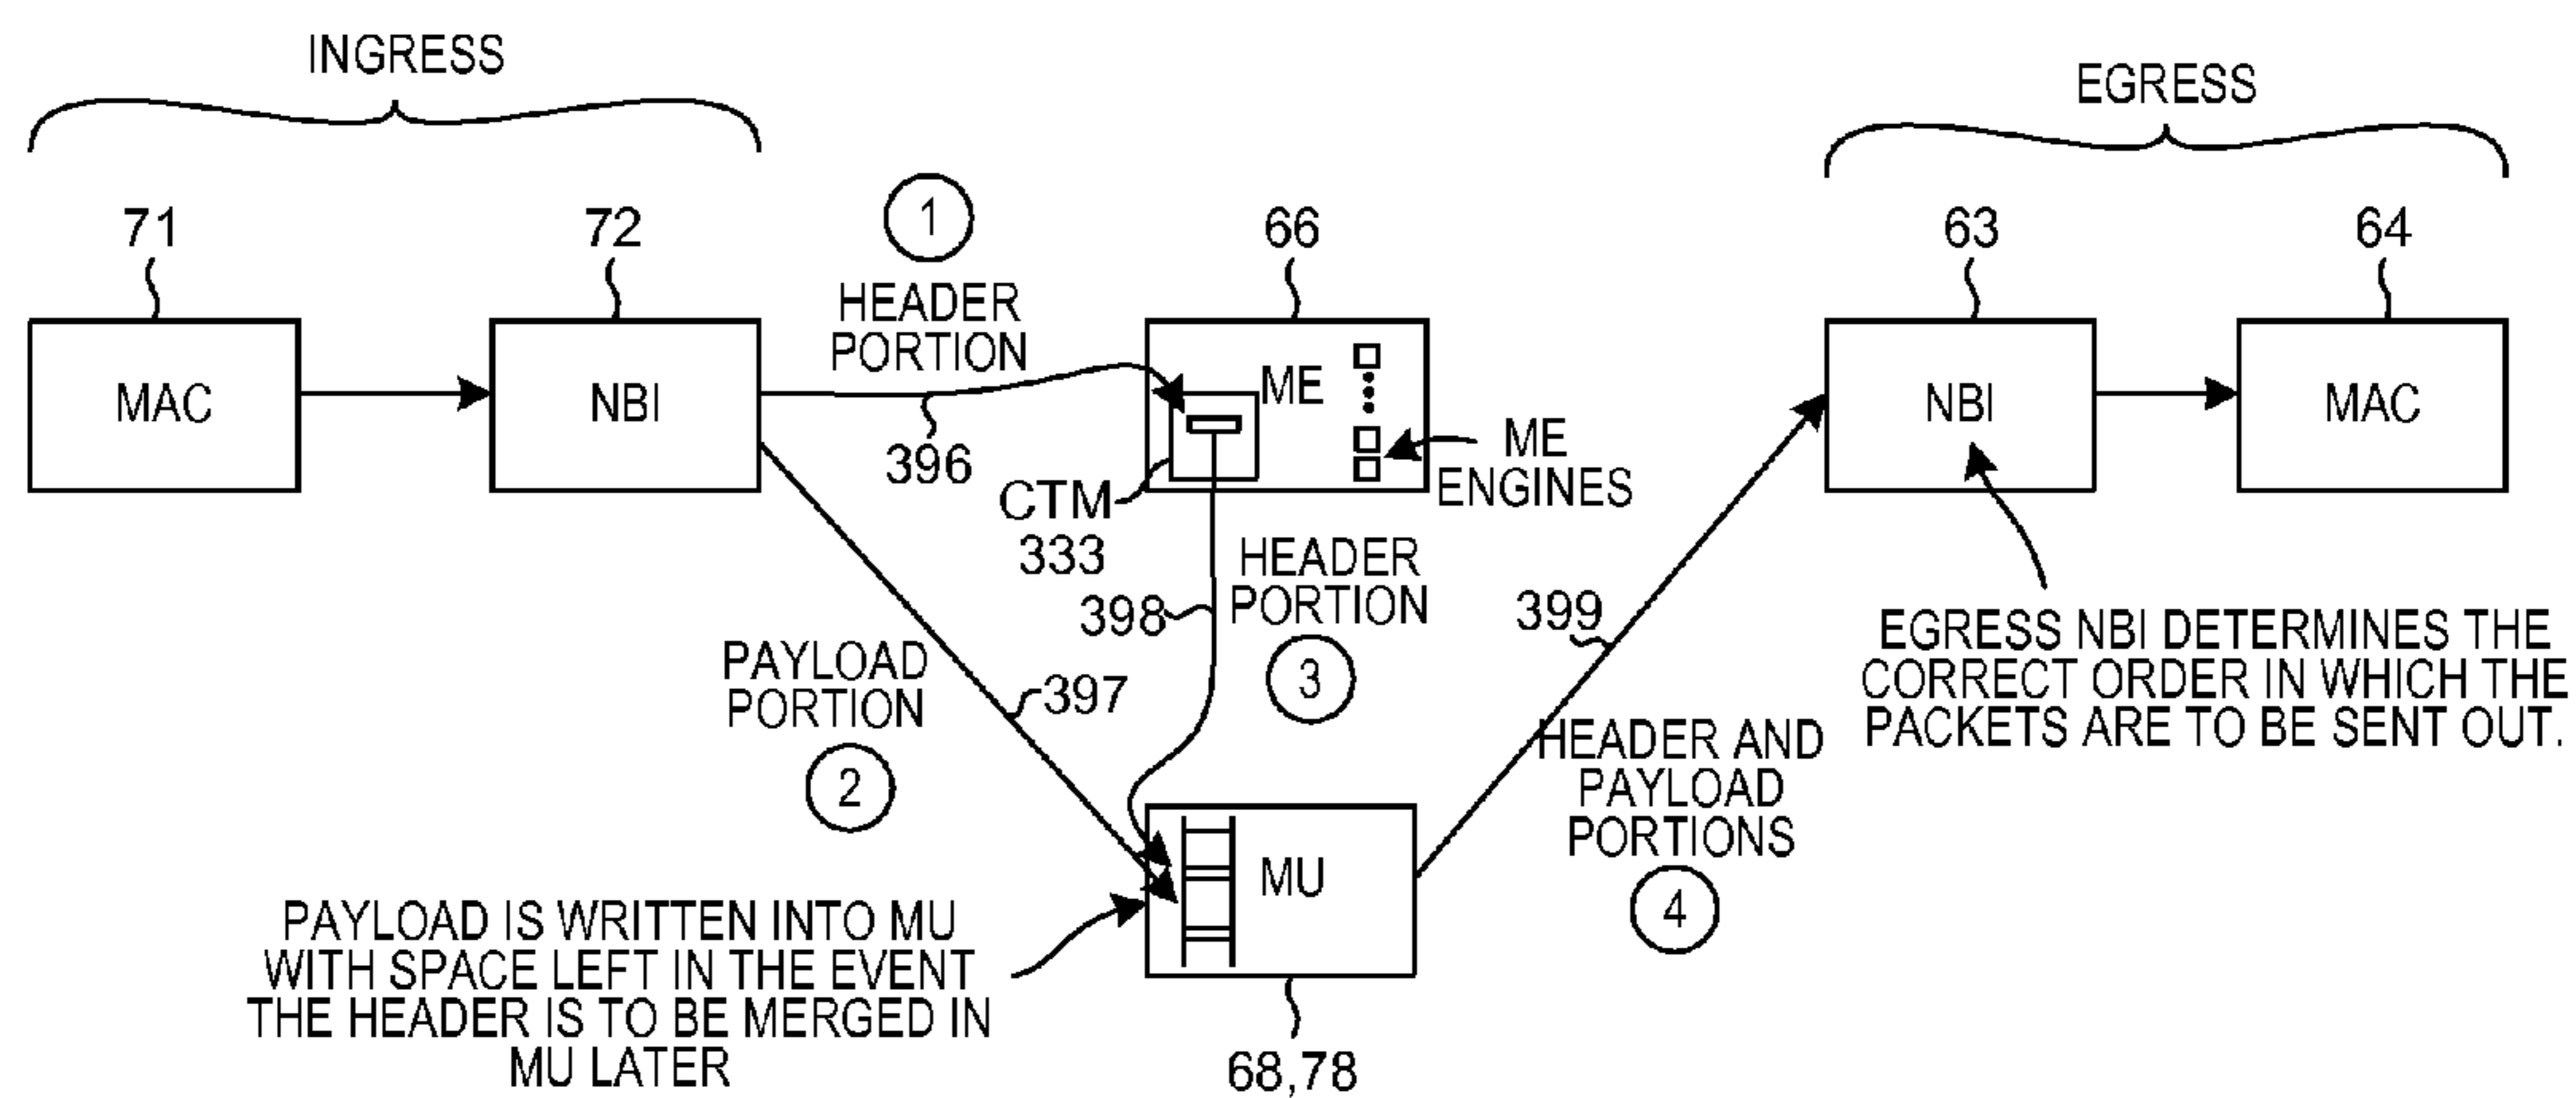 INGRESS
EGRESS
71
72
1
66
63
64
HEADER
PORTION
MAC
NBI
ME
NBI
MAC
396
ME
ENGINES
CTM
333
HEADER
PORTION
398
3
399
EGRESS NBI DETERMINES THE
CORRECT ORDER IN WHICH THE
PACKETS ARE TO BE SENT OUT.
PAYLOAD
PORTION
397
2
HEADER AND
PAYLOAD
PORTIONS
4
MU
PAYLOAD IS WRITTEN INTO MU
WITH SPACE LEFT IN THE EVENT
THE HEADER IS TO BE MERGED IN
MU LATER
68,78